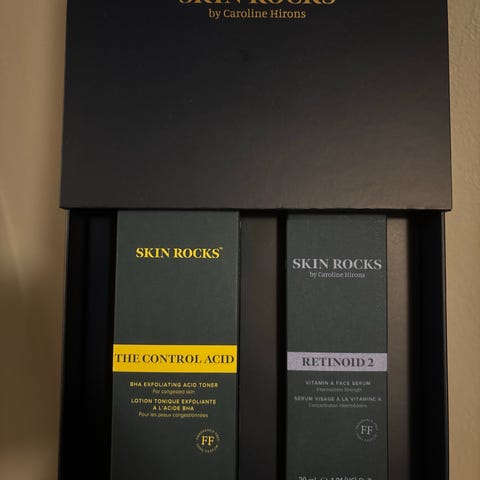 SKIN ROCKS
by Caroline Hirons
SKIN ROCKS™
THE CONTROL ACID
BHA EXFOLIATING ACID TONER
For congested skin
LOTION TONIQUE EXFOLIANTE
À L'ACIDE BHA
Pour les peaux congestionnées
FF
SKIN ROCKS
by Caroline Hirons
RETINOID 2
VITAMIN A FACE SERUM
Intermediate Strength
SÉRUM VISAGE À LA VITAMINE A
Concentration Intermédiaire
FF